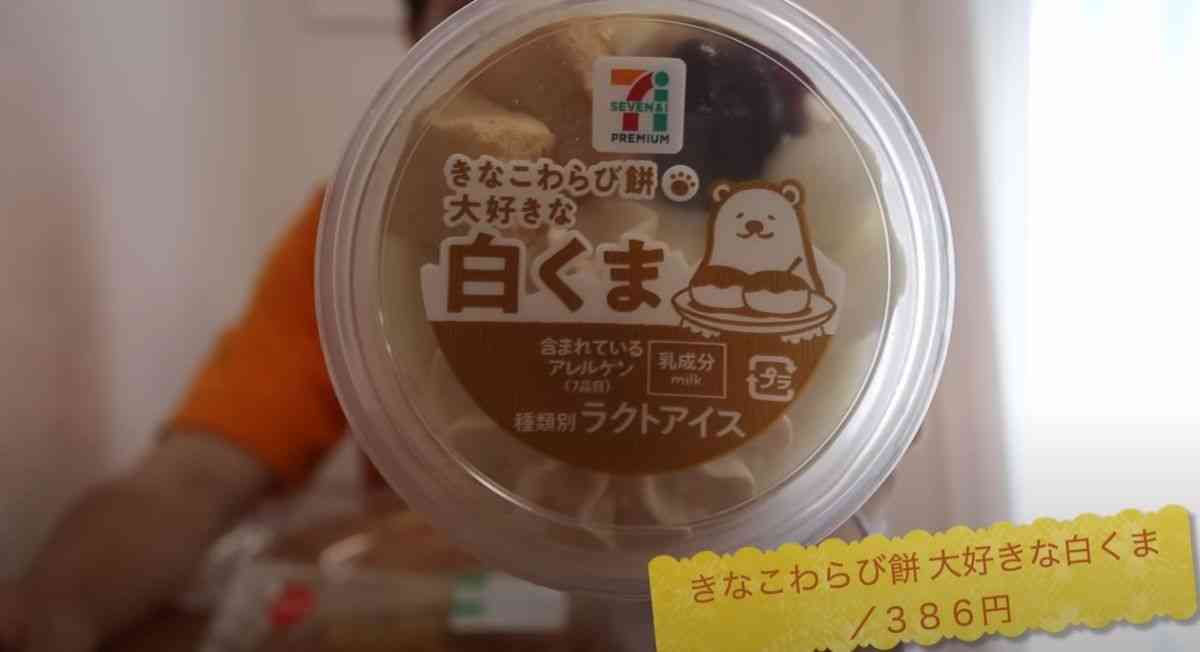 SEVEN&i
PREMIUM
きなこわらび餅
大好きな
白くま
含まれている
アレルゲン
(7品目)
乳成分
milk
プラ
種類別 ラクトアイス
きなこわらび餅 大好きな白くま
／３８６円